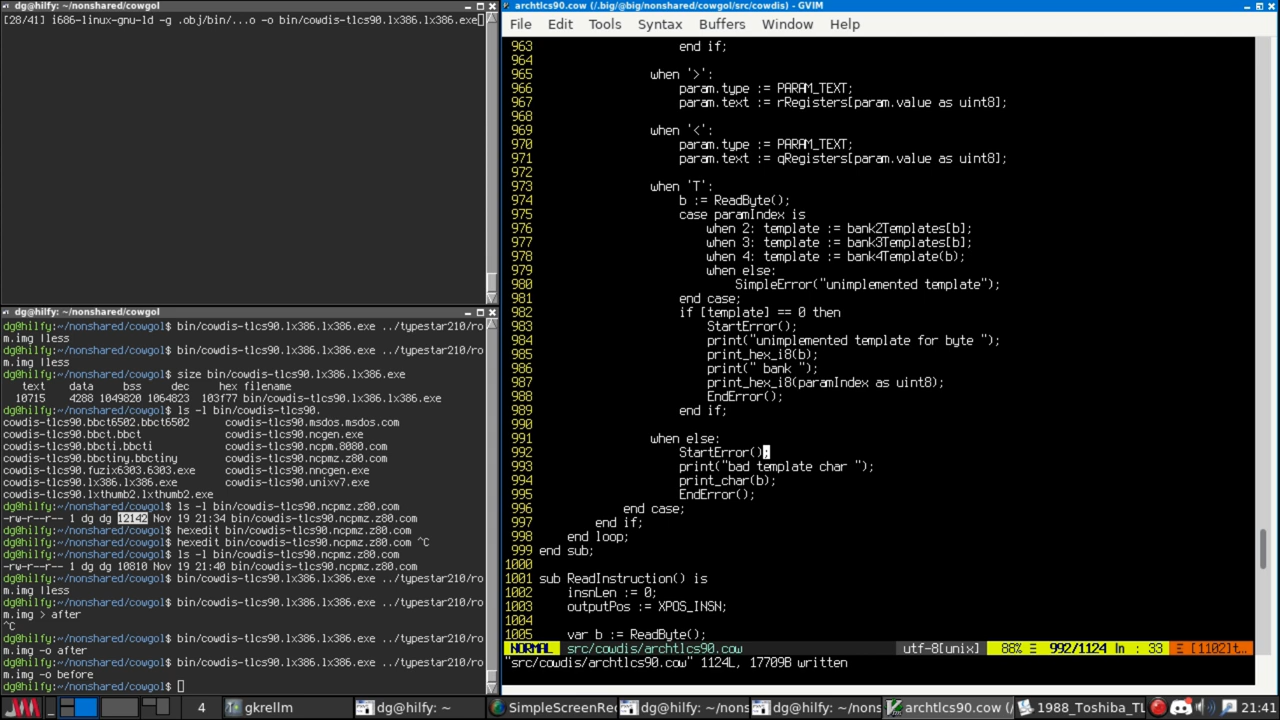 dg@hilfy: ~/nonshared/cowgol
[28/41] i686-linux-gnu-ld -g .obj/bin/...o -o bin/cowdis-tlcs90.lx386.lx386.exe
dg@hilfy: ~/nonshared/cowgol
dg@hilfy:~/nonshared/cowgol$ bin/cowdis-tlcs90.lx386.lx386.exe ../typestar210/ro
m.img |less
dg@hilfy:~/nonshared/cowgol$ bin/cowdis-tlcs90.lx386.lx386.exe ../typestar210/ro
m.img |less
dg@hilfy:~/nonshared/cowgol$ size bin/cowdis-tlcs90.lx386.lx386.exe
text data bss dec hex filename
10715 4288 1049820 1064823 103f77 bin/cowdis-tlcs90.lx386.lx386.exe
dg@hilfy:~/nonshared/cowgol$ ls -l bin/cowdis-tlcs90.
cowdis-tlcs90.bbct6502.bbct6502 cowdis-tlcs90.msdos.msdos.com
cowdis-tlcs90.bbct.bbct cowdis-tlcs90.ncgen.exe
cowdis-tlcs90.bbcti.bbcti cowdis-tlcs90.ncpm.8080.com
cowdis-tlcs90.bbctiny.bbctiny cowdis-tlcs90.ncpmz.z80.com
cowdis-tlcs90.fuzix6303.6303.exe cowdis-tlcs90.nncgen.exe
cowdis-tlcs90.lx386.lx386.exe cowdis-tlcs90.unixv7.exe
cowdis-tlcs90.lxthumb2.lxthumb2.exe
dg@hilfy:~/nonshared/cowgol$ ls -l bin/cowdis-tlcs90.ncpmz.z80.com
-rw-r--r-- 1 dg dg 12142 Nov 19 21:34 bin/cowdis-tlcs90.ncpmz.z80.com
dg@hilfy:~/nonshared/cowgol$ hexedit bin/cowdis-tlcs90.ncpmz.z80.com
dg@hilfy:~/nonshared/cowgol$ hexedit bin/cowdis-tlcs90.ncpmz.z80.com ^C
dg@hilfy:~/nonshared/cowgol$ ls -l bin/cowdis-tlcs90.ncpmz.z80.com
-rw-r--r-- 1 dg dg 10810 Nov 19 21:40 bin/cowdis-tlcs90.ncpmz.z80.com
dg@hilfy:~/nonshared/cowgol$ bin/cowdis-tlcs90.lx386.lx386.exe ../typestar210/ro
m.img |less
dg@hilfy:~/nonshared/cowgol$ bin/cowdis-tlcs90.lx386.lx386.exe ../typestar210/ro
m.img > after
^C
dg@hilfy:~/nonshared/cowgol$ bin/cowdis-tlcs90.lx386.lx386.exe ../typestar210/ro
m.img -o after
dg@hilfy:~/nonshared/cowgol$ bin/cowdis-tlcs90.lx386.lx386.exe ../typestar210/ro
m.img -o before
dg@hilfy:~/nonshared/cowgol$
archtlcs90.cow (/.big/@big/nonshared/cowgol/src/cowdis) - GVIM
File Edit Tools Syntax Buffers Window Help
963 end if;
964
965 when '>':
966 param.type := PARAM_TEXT;
967 param.text := rRegisters[param.value as uint8];
968
969 when '<':
970 param.type := PARAM_TEXT;
971 param.text := qRegisters[param.value as uint8];
972
973 when 'T':
974 b := ReadByte();
975 case paramIndex is
976 when 2: template := bank2Templates[b];
977 when 3: template := bank3Templates[b];
978 when 4: template := bank4Template(b);
979 when else:
980 SimpleError("unimplemented template");
981 end case;
982 if [template] == 0 then
983 StartError();
984 print("unimplemented template for byte ");
985 print_hex_i8(b);
986 print(" bank ");
987 print_hex_i8(paramIndex as uint8);
988 EndError();
989 end if;
990
991 when else:
992 StartError();
993 print("bad template char ");
994 print_char(b);
995 EndError();
996 end case;
997 end if;
998 end loop;
999 end sub;
1000
1001 sub ReadInstruction() is
1002 insnLen := 0;
1003 outputPos := XPOS_INSN;
1004
1005 var b := ReadByte();
NORMAL src/cowdis/archtlcs90.cow utf-8[unix] 88% Ξ 992/1124 ln : 33 Ξ [1102]t…
"src/cowdis/archtlcs90.cow" 1124L, 17709B written
4 gkrellm dg@hilfy: ~ SimpleScreenRec dg@hilfy: ~/nons dg@hilfy: ~/nons archtlcs90.cow (/ 1988_Toshiba_TL 21:41